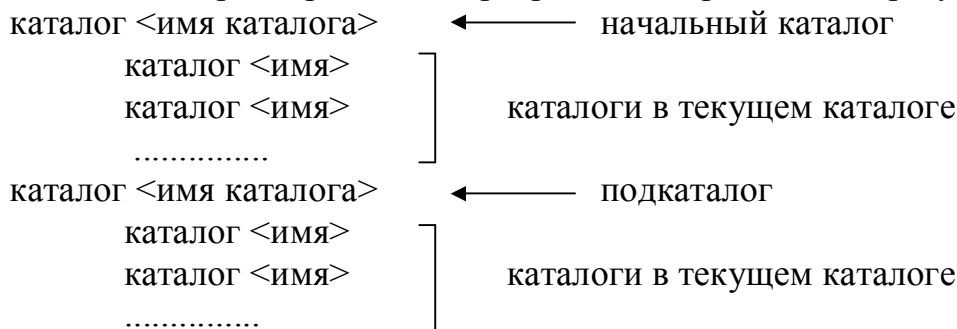 каталог <имя каталога> начальный каталог
каталог <имя>
каталог <имя> каталоги в текущем каталоге
...............
каталог <имя каталога> подкаталог
каталог <имя>
каталог <имя> каталоги в текущем каталоге
...............